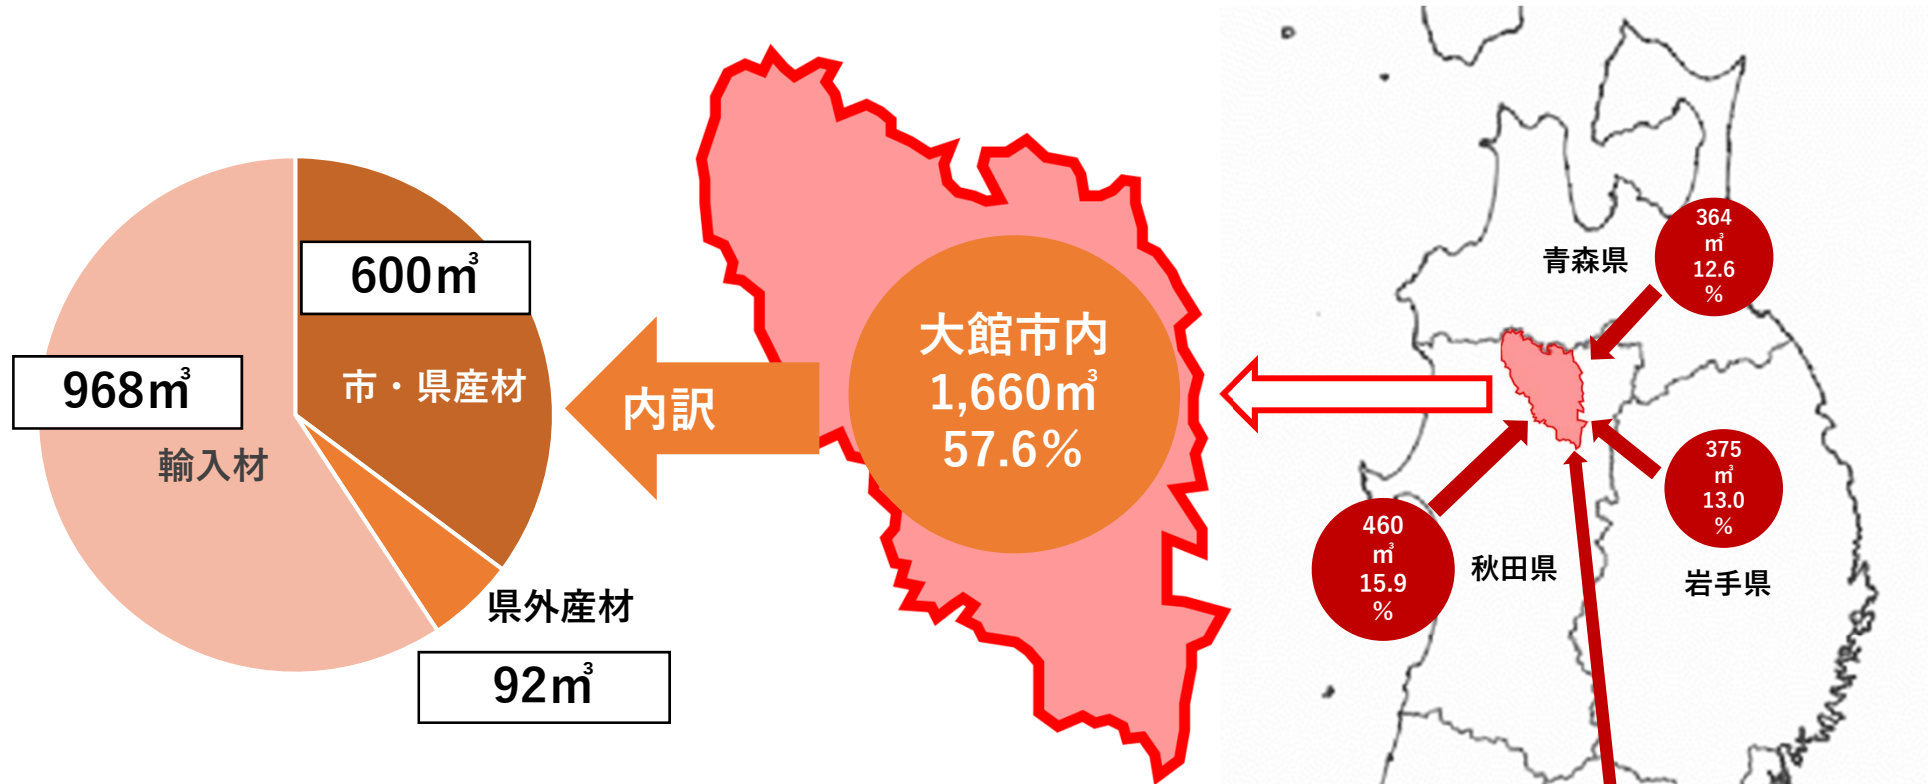 600㎥
市・県産材
968㎥
輸入材
県外産材
92㎥
内訳
大館市内
1,660㎥
57.6%
青森県
364
㎥
12.6
%
375
㎥
13.0
%
岩手県
460
㎥
15.9
%
秋田県